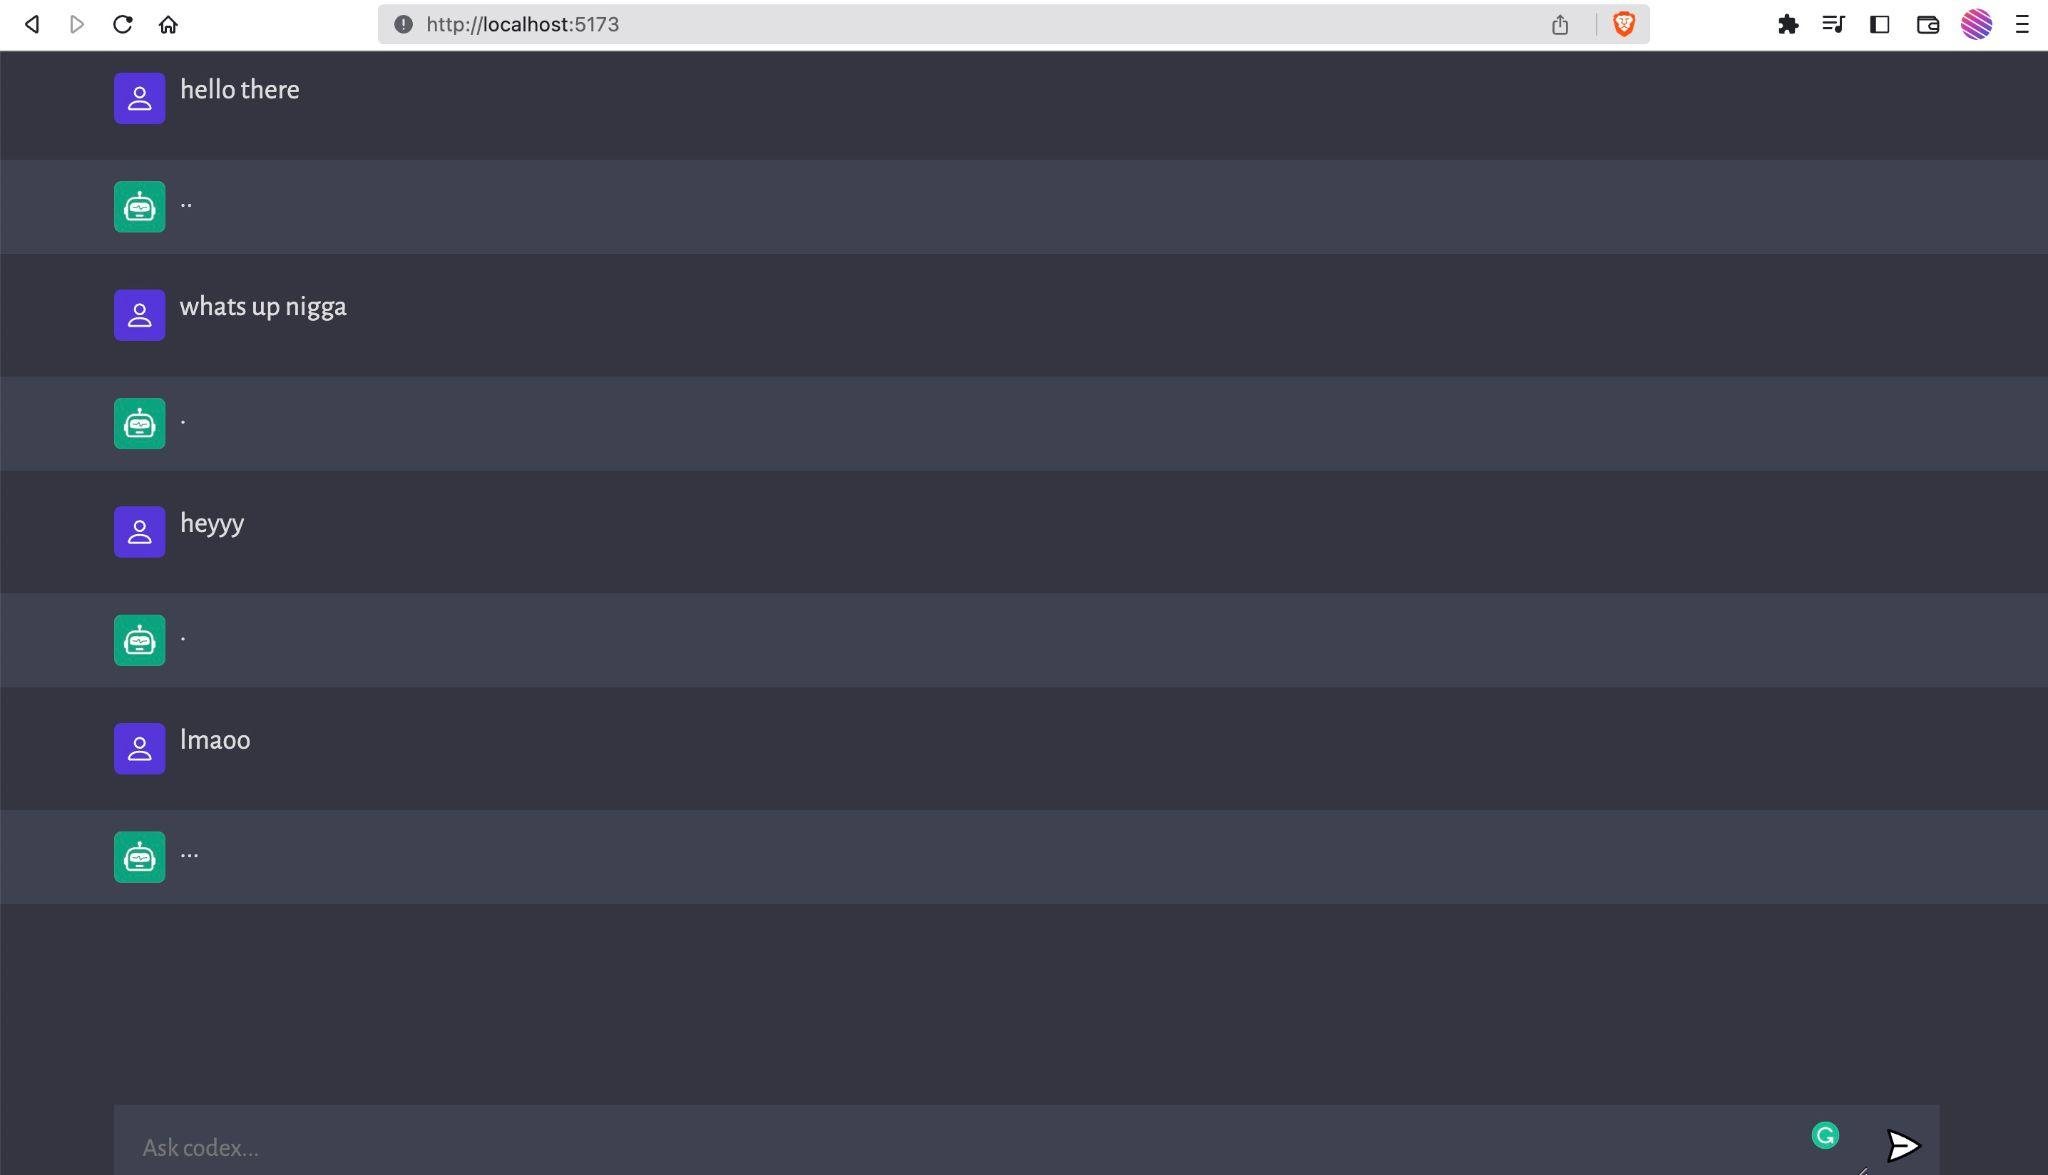 http://localhost:5173
hello there
..
whats up nigga
.
heyyy
.
lmaoo
...
Ask codex...